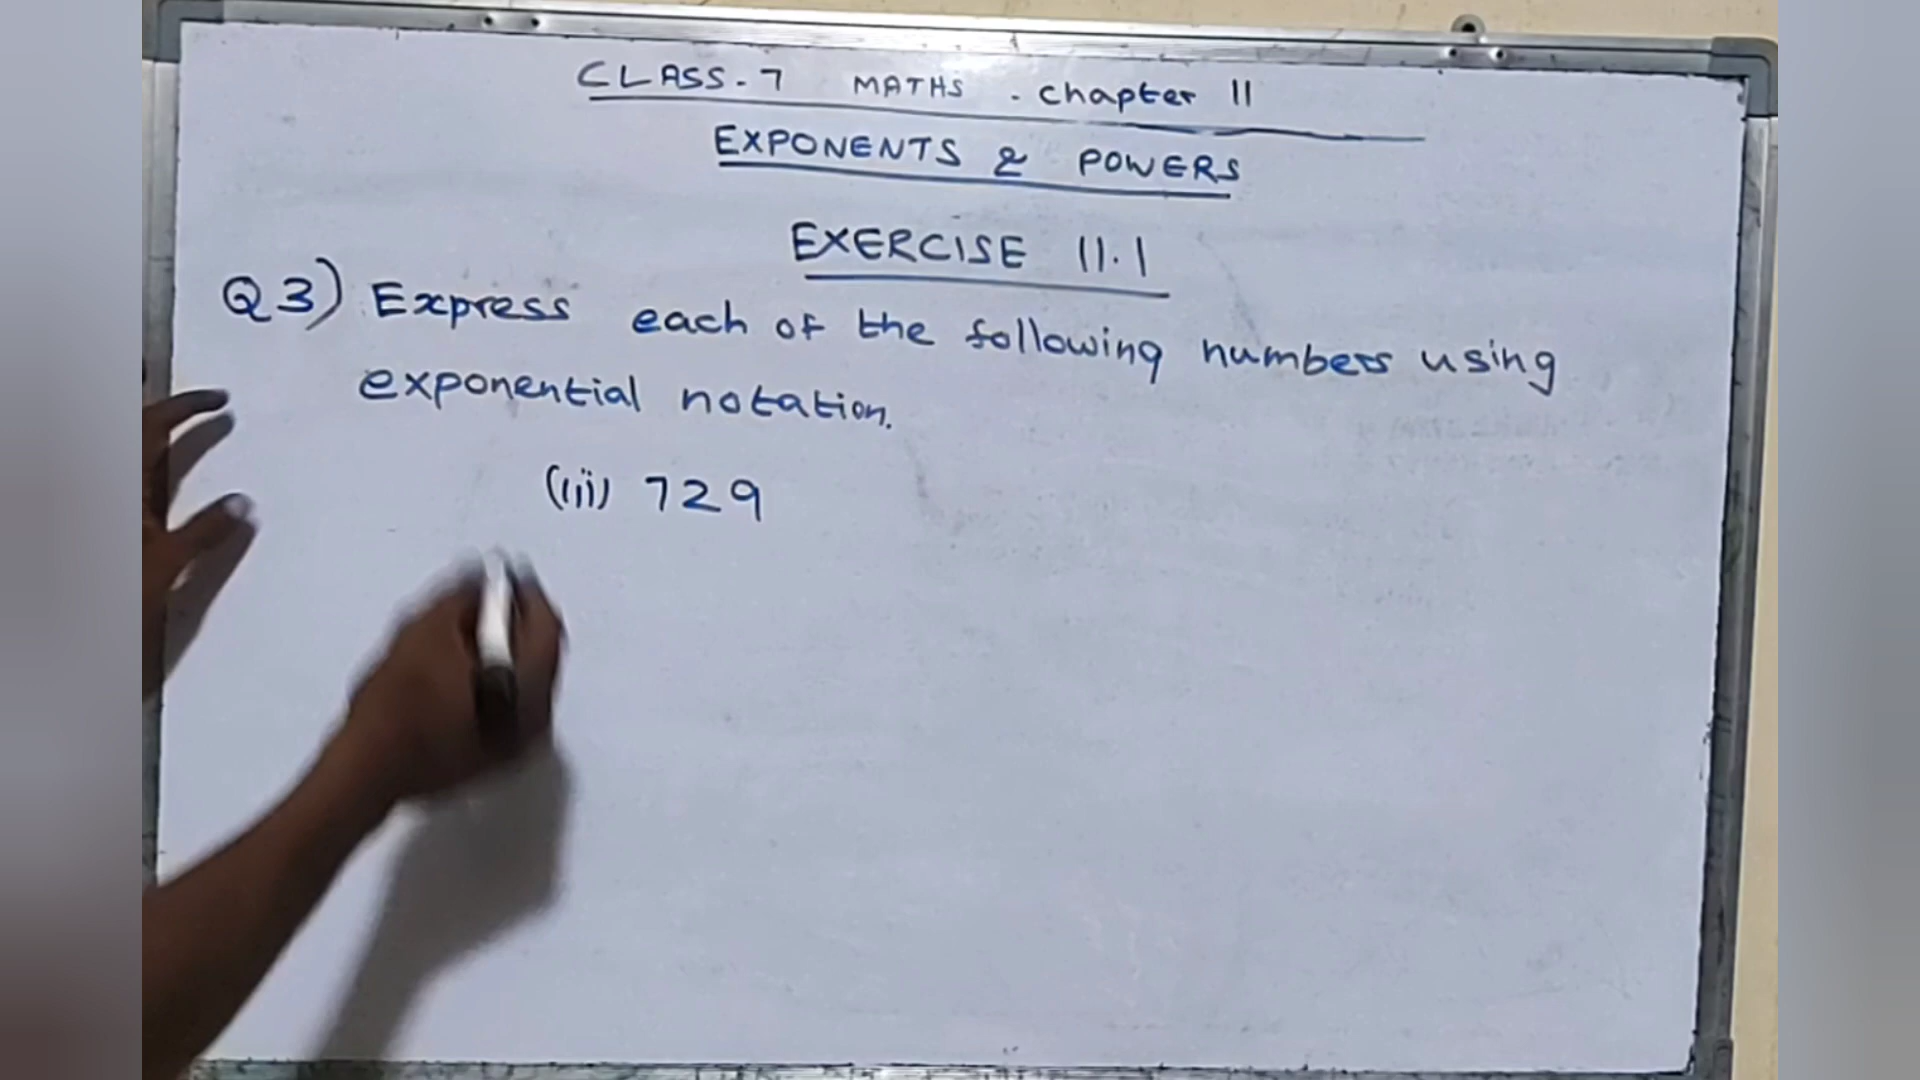 CLASS-7 MATHS. chapter 11
EXPONENTS & POWERS
EXERCISE 11.1
Q3) Express each of the following numbers using
exponential notation.
(iii) 729